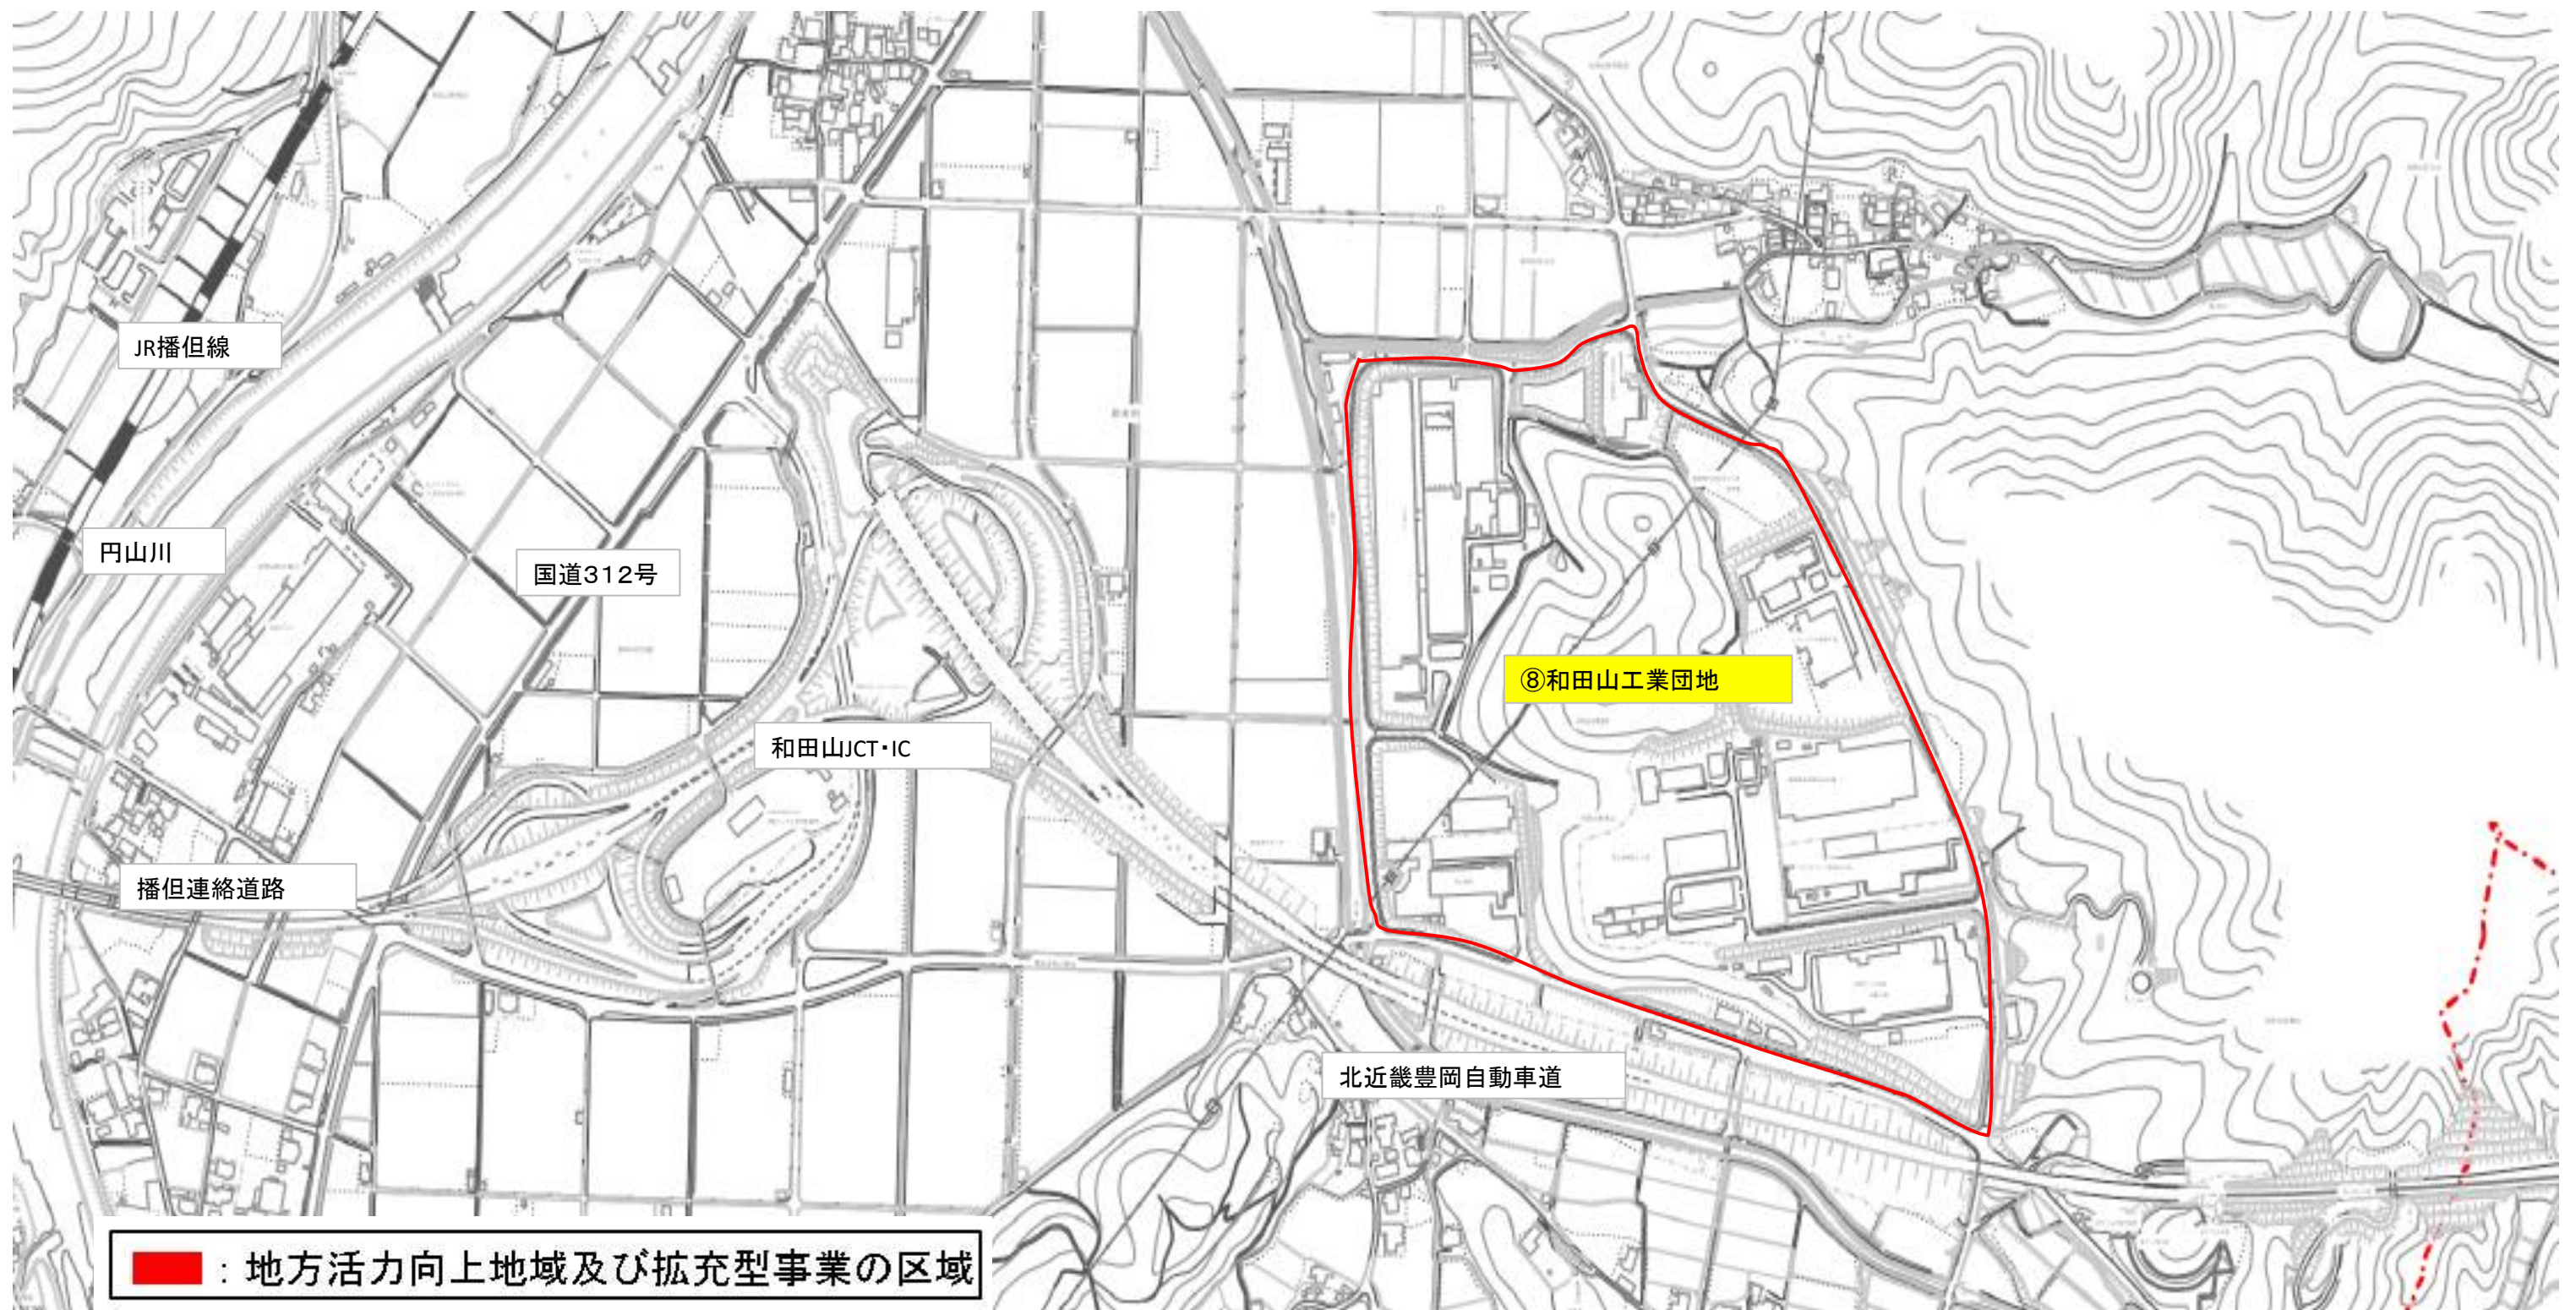 JR播但線
円山川
国道312号
⑧和田山工業団地
和田山JCT・IC
播但連絡道路
北近畿豊岡自動車道
：地方活力向上地域及び拡充型事業の区域